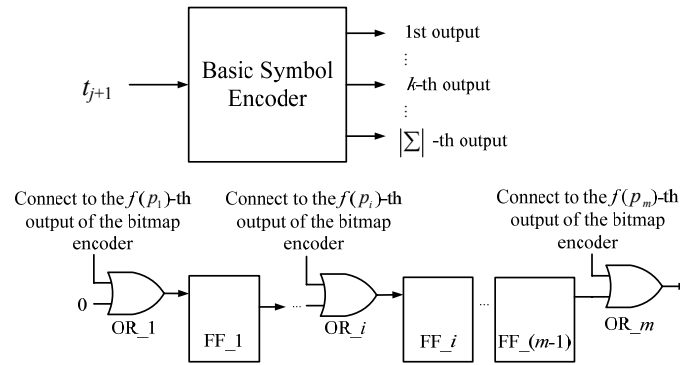 1st output
⋮
Basic Symbol
Encoder
t_{j+1}
k-th output
⋮
|∑| -th output
Connect to the f(p_1)-th
output of the bitmap
encoder
Connect to the f(p_i)-th
output of the bitmap
encoder
Connect to the f(p_m)-th
output of the bitmap
encoder
0
...
...
OR_1
FF_1
OR_i
FF_i
FF_(m-1)
OR_m